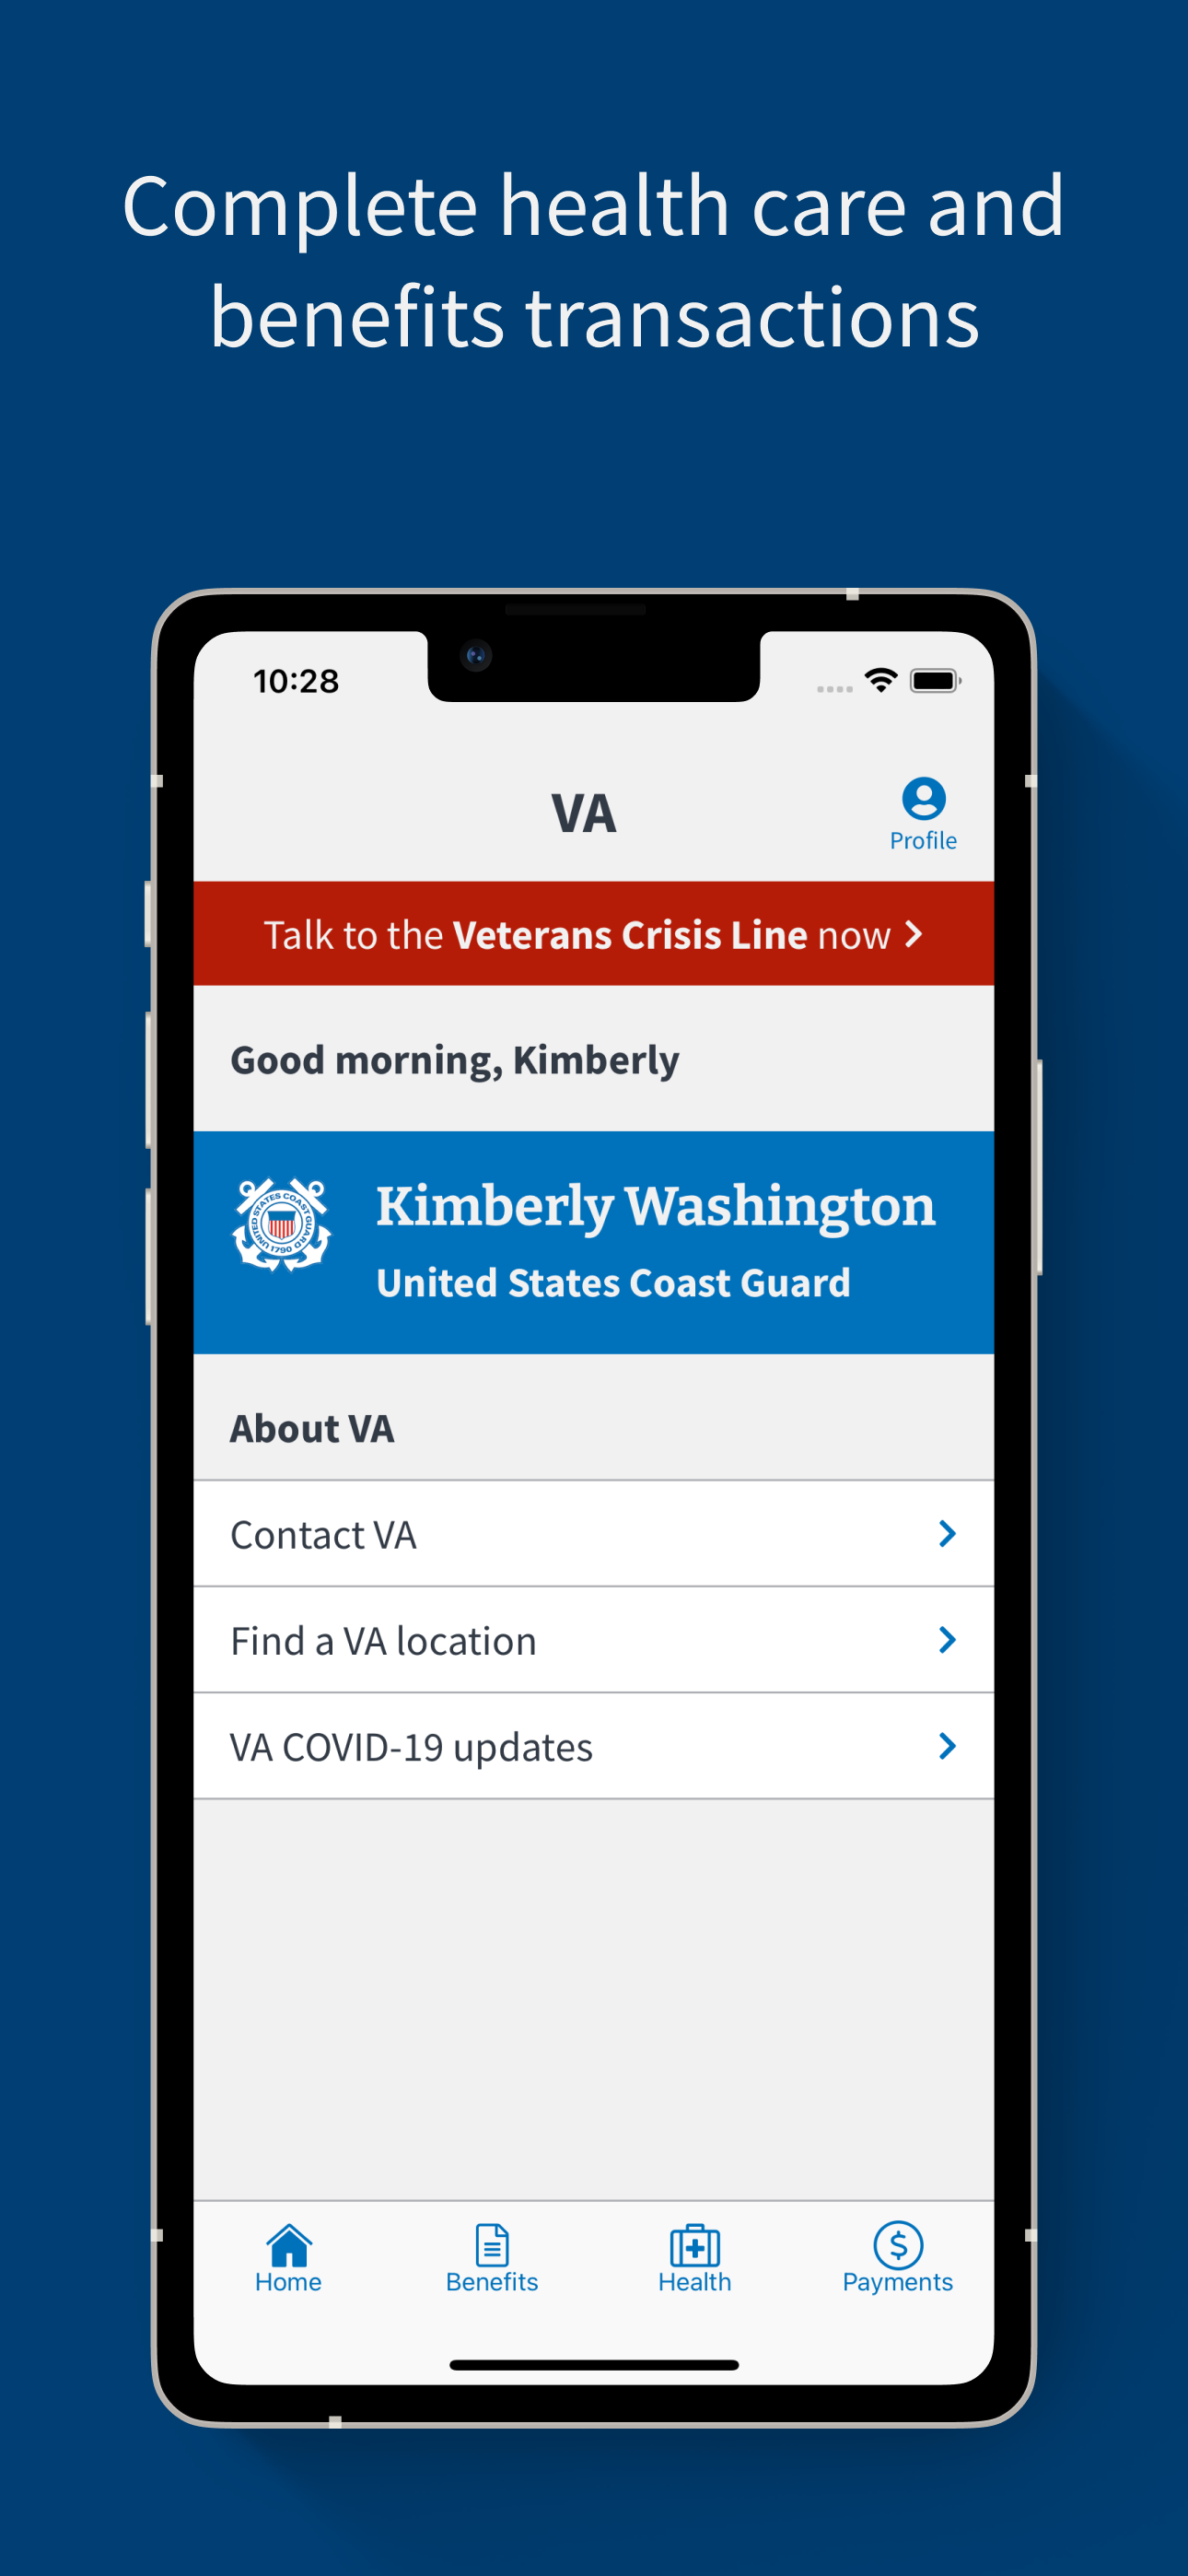 Complete health care and
benefits transactions
10:28
VA
Profile
Talk to the Veterans Crisis Line now
Good morning, Kimberly
UNITED STATES COAST GUARD
1790
Kimberly Washington
United States Coast Guard
About VA
Contact VA
Find a VA location
VA COVID-19 updates
Home
Benefits
Health
Payments